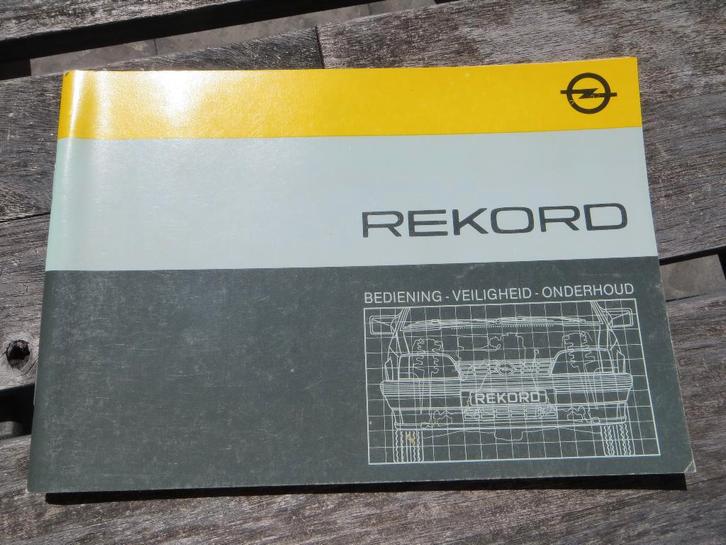 REKORD
BEDIENING - VEILIGHEID - ONDERHOUD
REKORD